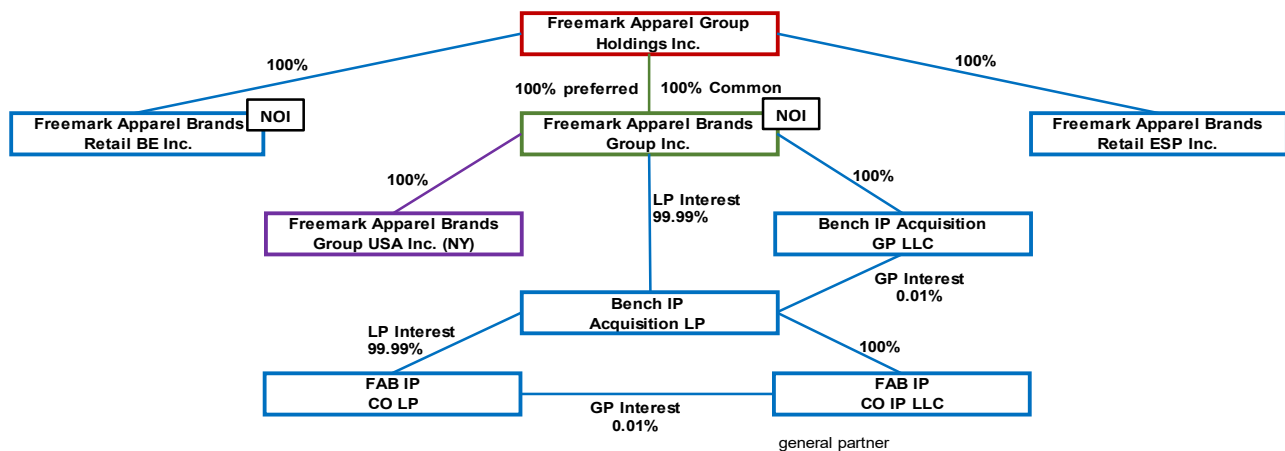 Freemark Apparel Group
Holdings Inc.
100%
100% preferred
100% Common
100%
NOI
NOI
Freemark Apparel Brands
Retail BE Inc.
Freemark Apparel Brands
Group Inc.
Freemark Apparel Brands
Retail ESP Inc.
100%
LP Interest
99.99%
100%
Freemark Apparel Brands
Group USA Inc. (NY)
Bench IP Acquisition
GP LLC
GP Interest
0.01%
Bench IP
Acquisition LP
LP Interest
99.99%
100%
FAB IP
CO LP
GP Interest
0.01%
FAB IP
CO IP LLC
general partner